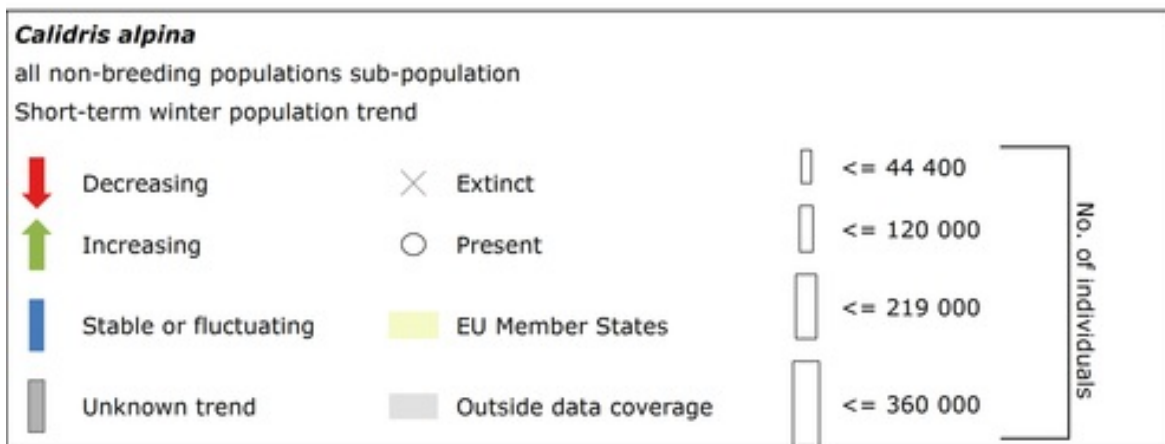 Calidris alpina
all non-breeding populations sub-population
Short-term winter population trend
Decreasing
Increasing
Stable or fluctuating
Unknown trend
Extinct
Present
EU Member States
Outside data coverage
<= 44 400
<= 120 000
<= 219 000
<= 360 000
No. of individuals